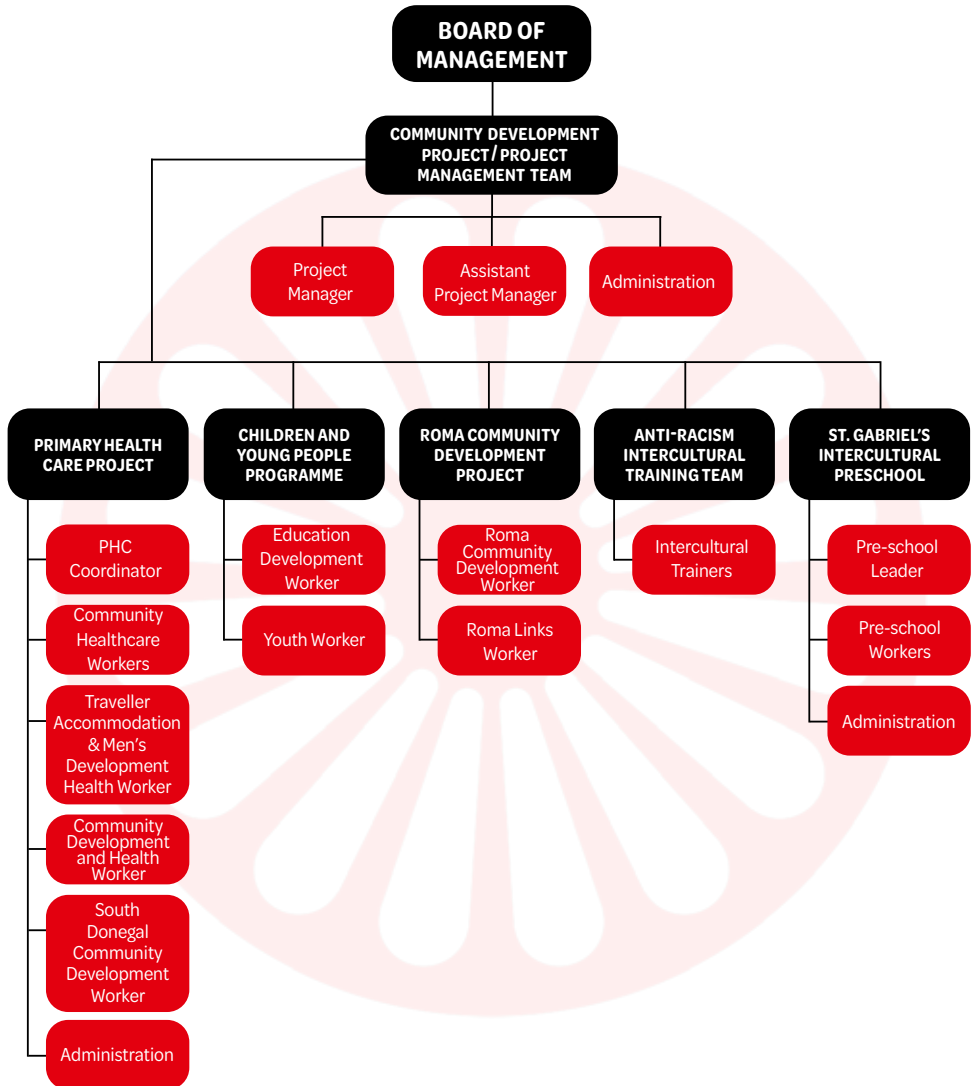 BOARD OF
MANAGEMENT
COMMUNITY DEVELOPMENT
PROJECT/PROJECT
MANAGEMENT TEAM
Project
Manager
Assistant
Project Manager
Administration
PRIMARY HEALTH
CARE PROJECT
PHC
Coordinator
Community
Healthcare
Workers
Traveller
Accommodation
& Men's
Development
Health Worker
Community
Development
and Health
Worker
South
Donegal
Community
Development
Worker
Administration
CHILDREN AND
YOUNG PEOPLE
PROGRAMME
Education
Development
Worker
Youth Worker
ROMA COMMUNITY
DEVELOPMENT
PROJECT
Roma
Community
Development
Worker
Roma Links
Worker
ANTI-RACISM
INTERCULTURAL
TRAINING TEAM
Intercultural
Trainers
ST. GABRIEL'S
INTERCULTURAL
PRESCHOOL
Pre-school
Leader
Pre-school
Workers
Administration